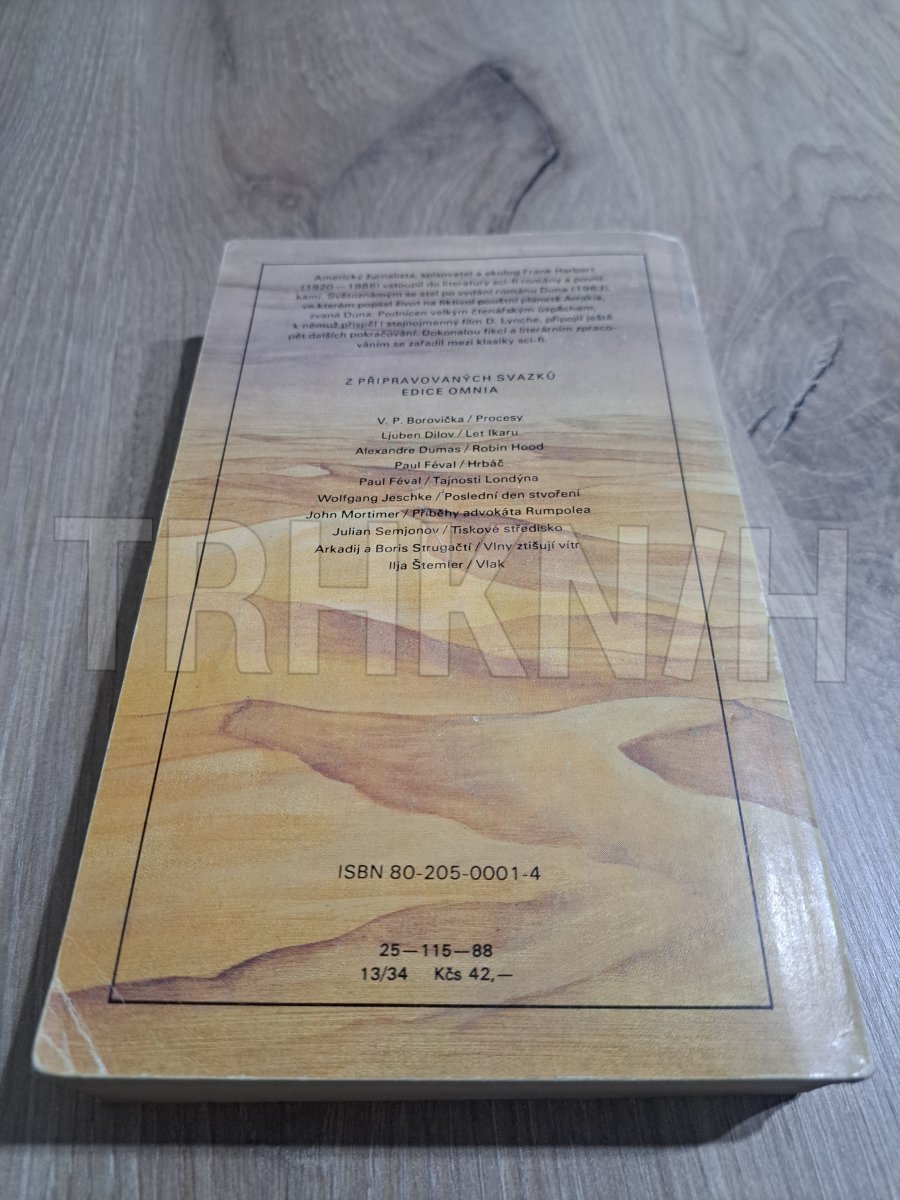 Americký žurnalista, spisovatel a ekolog Frank Herbert
(1920—1986) vstoupil do literatury sci-fi romány a povíd-
kami. Světoznámým se stal po vydání románu Duna (1963),
ve kterém popsal život na fiktivní pouštní planetě Arrakis,
zvané Duna. Podnícen velkým čtenářským úspěchem,
k němuž přispěl i stejnojmenný film D. Lynche, připojil ještě
pět dalších pokračování. Dokonalou fikcí a literárním zpraco-
váním se zařadil mezi klasiky sci-fi.
Z PŘIPRAVOVANÝCH SVAZKŮ
EDICE OMNIA
V. P. Borovička / Procesy
Ljuben Dilov / Let Íkaru
Alexandre Dumas / Robin Hood
Paul Féval / Hrbáč
Paul Féval / Tajnosti Londýna
Wolfgang Jeschke / Poslední den stvoření
John Mortimer / Příběhy advokáta Rumpolea
Julian Semjonov / Tiskové středisko
Arkadij a Boris Strugačtí / Vlny ztišují vítr
Ilja Štemler / Vlak
TRHKNIH
ISBN 80-205-0001-4
25—115—88
13/34 Kčs 42,—